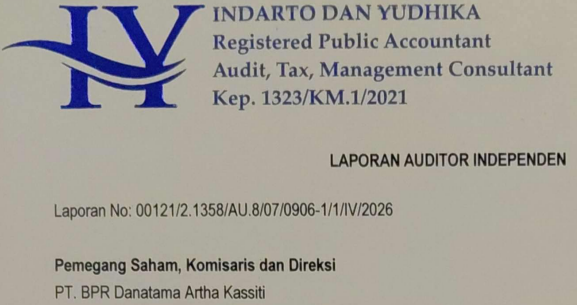 IY
INDARTO DAN YUDHIKA
Registered Public Accountant
Audit, Tax, Management Consultant
Kep. 1323/KM.1/2021
LAPORAN AUDITOR INDEPENDEN
Laporan No: 00121/2.1358/AU.8/07/0906-1/1/IV/2026
Pemegang Saham, Komisaris dan Direksi
PT. BPR Danatama Artha Kassiti